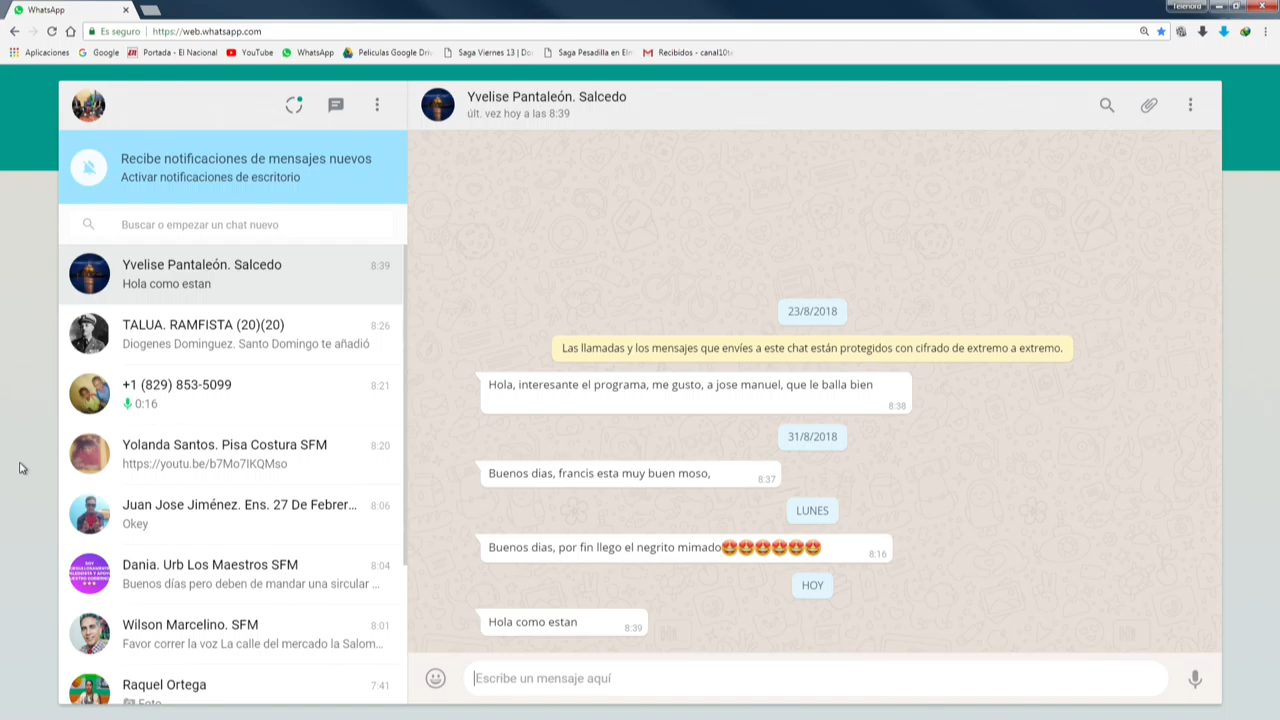 WhatsApp
Telenord
Es seguro | https://web.whatsapp.com
Aplicaciones
Google
Portada - El Nacional
YouTube
WhatsApp
Peliculas Google Dri
Saga Viernes 13 | Do
Saga Pesadilla en El
Recibidos - canal10t
Recibe notificaciones de mensajes nuevos
Activar notificaciones de escritorio
Buscar o empezar un chat nuevo
Yvelise Pantaleón. Salcedo
8:39
Hola como estan
TALUA. RAMFISTA (20)(20)
8:26
Diogenes Dominguez. Santo Domingo te añadió
+1 (829) 853-5099
8:21
0:16
Yolanda Santos. Pisa Costura SFM
8:20
https://youtu.be/b7Mo7IKQMso
Juan Jose Jiménez. Ens. 27 De Febrer...
8:06
Okey
Dania. Urb Los Maestros SFM
8:04
Buenos días pero deben de mandar una sircular ...
Wilson Marcelino. SFM
8:01
Favor correr la voz La calle del mercado la Salom...
Raquel Ortega
7:41
Foto
Yvelise Pantaleón. Salcedo
últ. vez hoy a las 8:39
23/8/2018
Las llamadas y los mensajes que envíes a este chat están protegidos con cifrado de extremo a extremo.
Hola, interesante el programa, me gusto, a jose manuel, que le balla bien
8:38
31/8/2018
Buenos dias, francis esta muy buen moso,
8:37
LUNES
Buenos dias, por fin llego el negrito mimado😍😍😍😍😍😍
8:16
HOY
Hola como estan
8:39
Escribe un mensaje aquí